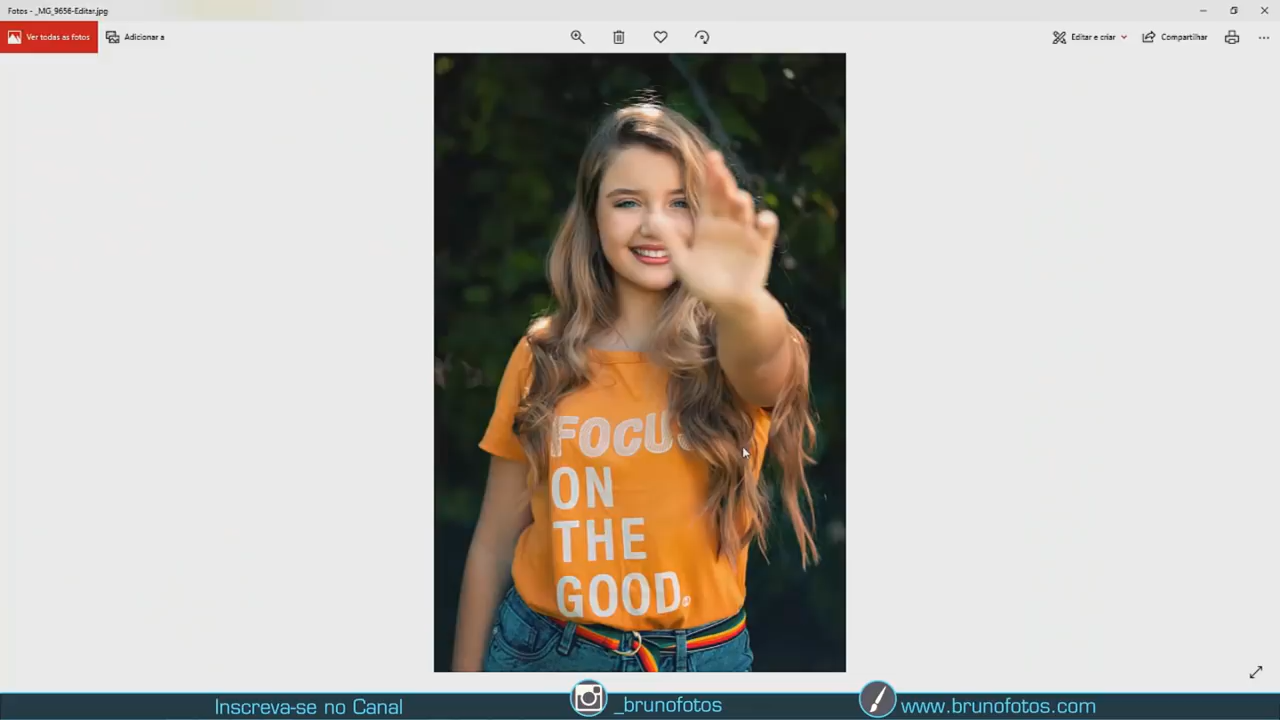 Fotos - _MG_9656-Editar.jpg
Ver todas as fotos
Adicionar a
Editar e criar
Compartilhar
FOCUS
ON
THE
GOOD.
Inscreva-se no Canal
_brunofotos
www.brunofotos.com